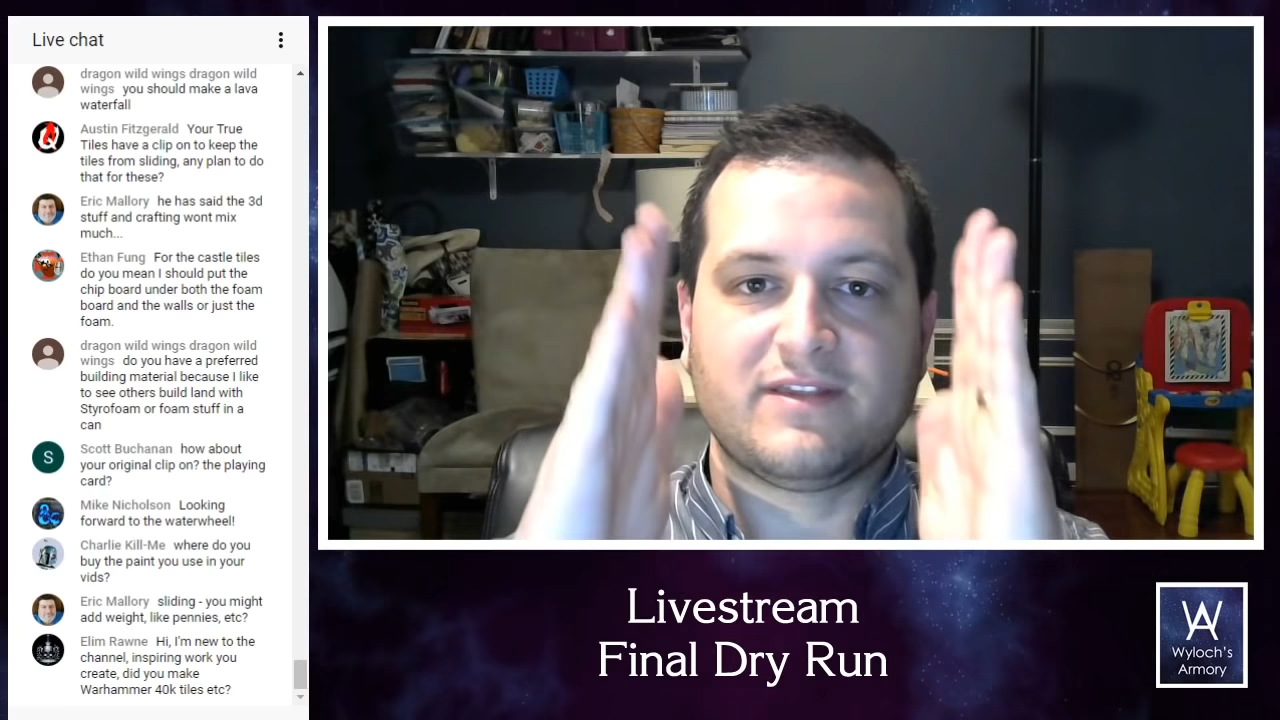 Live chat
dragon wild wings dragon wild
wings you should make a lava
waterfall
Austin Fitzgerald Your True
Tiles have a clip on to keep the
tiles from sliding, any plan to do
that for these?
Eric Mallory he has said the 3d
stuff and crafting wont mix
much...
Ethan Fung For the castle tiles
do you mean I should put the
chip board under both the foam
board and the walls or just the
foam.
dragon wild wings dragon wild
wings do you have a preferred
building material because I like
to see others build land with
Styrofoam or foam stuff in a
can
S
Scott Buchanan how about
your original clip on? the playing
card?
Mike Nicholson Looking
forward to the waterwheel!
Charlie Kill-Me where do you
buy the paint you use in your
vids?
Eric Mallory sliding - you might
add weight, like pennies, etc?
Elim Rawne Hi, I'm new to the
channel, inspiring work you
create, did you make
Warhammer 40k tiles etc?
Livestream
Final Dry Run
WA
Wyloch's
Armory